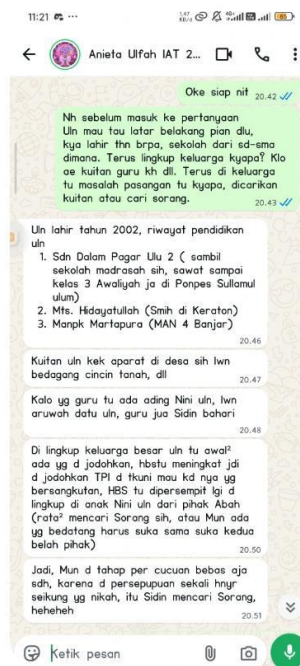 11:21
1,47
KB/d
4G+
65
Anieta Ulfah IAT 2...
Oke siap nit 20.42
Nh sebelum masuk ke pertanyaan
Uln mau tau latar belakang pian dlu,
kya lahir thn brpa, sekolah dari sd-sma
dimana. Terus lingkup keluarga kyapa? Klo
ae kuitan guru kh dll. Terus di keluarga
tu masalah pasangan tu kyapa, dicarikan
kuitan atau cari sorang. 20.43
Uln lahir tahun 2002, riwayat pendidikan
uln
1. Sdn Dalam Pagar Ulu 2 ( sambil
sekolah madrasah sih, sawat sampai
kelas 3 Awaliyah ja di Ponpes Sullamul
ulum)
2. Mts. Hidayatullah (Smih di Keraton)
3. Manpk Martapura (MAN 4 Banjar)
20.46
Kuitan uln kek aparat di desa sih lwn
bedagang cincin tanah, dll
20.47
Kalo yg guru tu ada ading Nini uln, lwn
aruwah datu uln, guru jua Sidin bahari
20.48
Di lingkup keluarga besar uln tu awal²
ada yg d jodohkan, hbstu meningkat jdi
d jodohkan TPI d tkuni mau kd nya yg
bersangkutan, HBS tu dipersempit lgi d
lingkup di anak Nini uln dari pihak Abah
(rata² mencari Sorang sih, atau Mun ada
yg bedatang harus suka sama suka kedua
belah pihak)
20.50
Jadi, Mun d tahap per cucuan bebas aja
sdh, karena d persepupuan sekali hnyr
seikung yg nikah, itu Sidin mencari Sorang,
heheheh
20.51
Ketik pesan